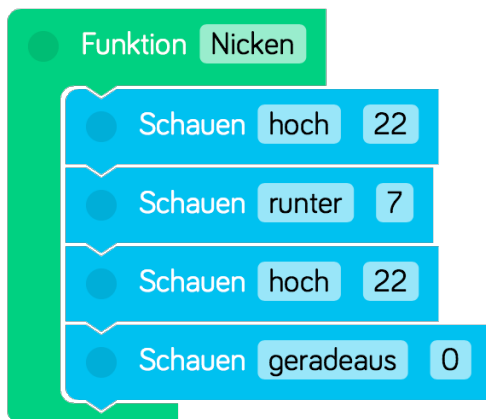 Funktion Nicken
Schauen hoch 22
Schauen runter 7
Schauen hoch 22
Schauen geradeaus 0